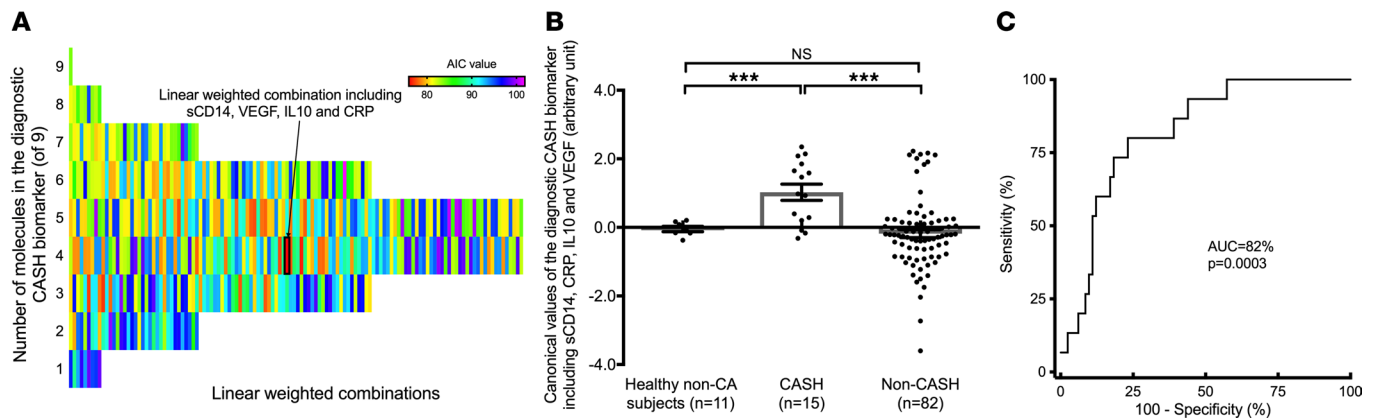 A
Number of molecules in the diagnostic
CASH biomarker (of 9)
9
8
7
6
5
4
3
2
1
AIC value
80
90
100
Linear weighted combination including
sCD14, VEGF, IL10 and CRP
Linear weighted combinations
B
Canonical values of the diagnostic CASH biomarker
including sCD14, CRP, IL10 and VEGF (arbitrary unit)
NS
*** ***
4.0
2.0
0.0
-2.0
-4.0
Healthy non-CA
subjects (n=11)
CASH
(n=15)
Non-CASH
(n=82)
C
Sensitivity (%)
100
75
50
25
0
AUC=82%
p=0.0003
0 25 50 75 100
100 - Specificity (%)